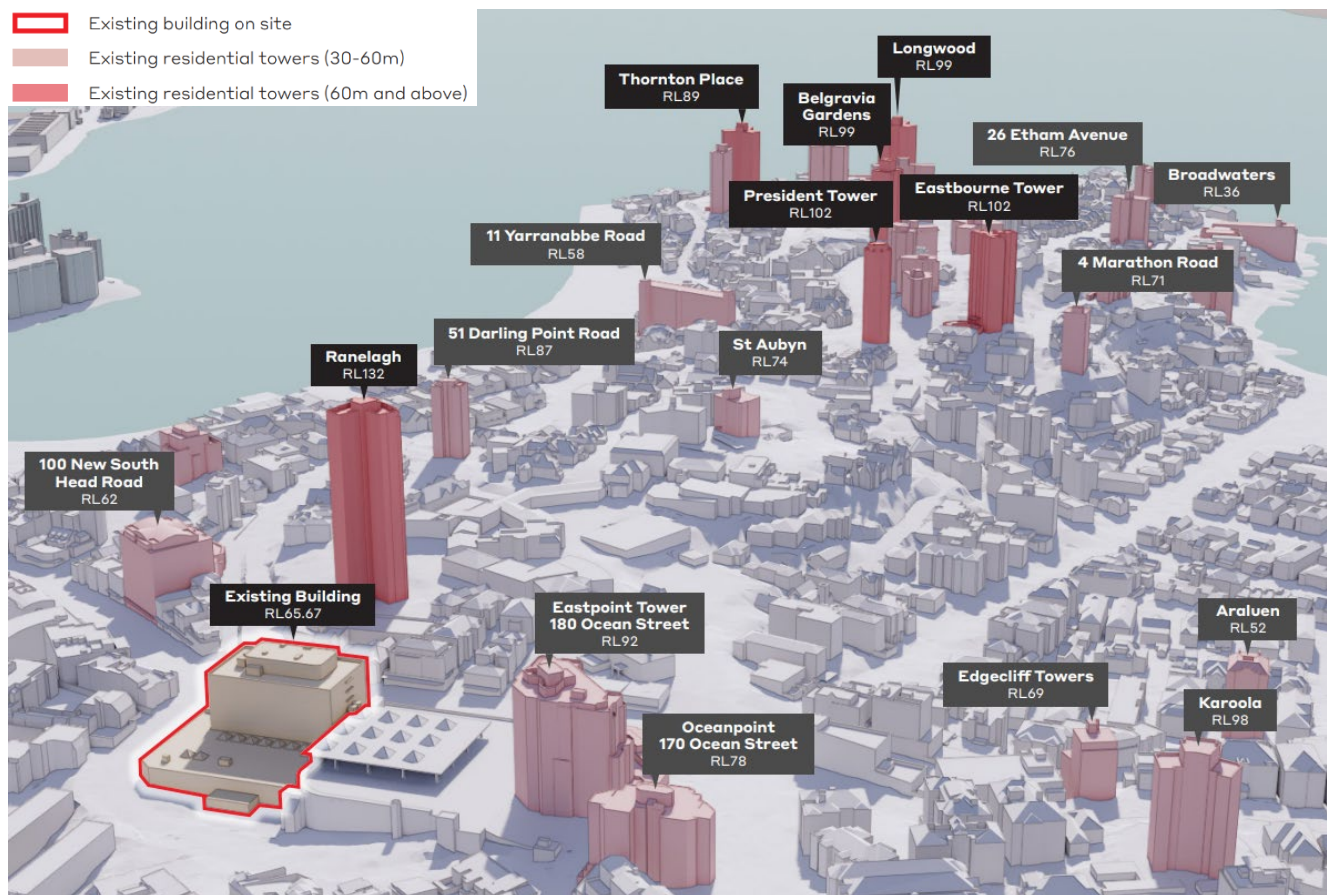 Existing building on site
Existing residential towers (30-60m)
Existing residential towers (60m and above)
Longwood
RL99
Thornton Place
RL89
Belgravia
Gardens
RL99
26 Etham Avenue
RL76
Broadwaters
RL36
President Tower
RL102
Eastbourne Tower
RL102
11 Yarranabbe Road
RL58
4 Marathon Road
RL71
51 Darling Point Road
RL87
St Aubyn
RL74
Ranelagh
RL132
100 New South
Head Road
RL62
Existing Building
RL65.67
Eastpoint Tower
180 Ocean Street
RL92
Araluen
RL52
Edgecliff Towers
RL69
Karoola
RL98
Oceanpoint
170 Ocean Street
RL78